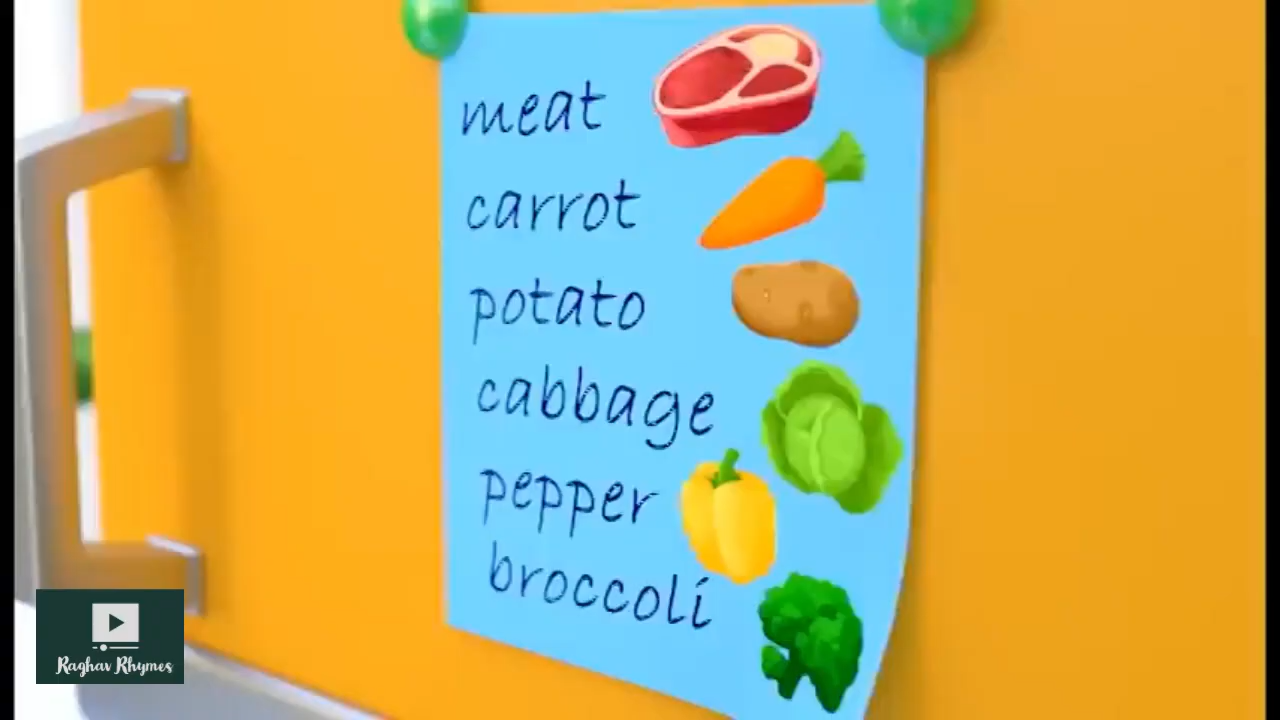 meat
carrot
potato
cabbage
pepper
broccoli
Raghav Rhymes